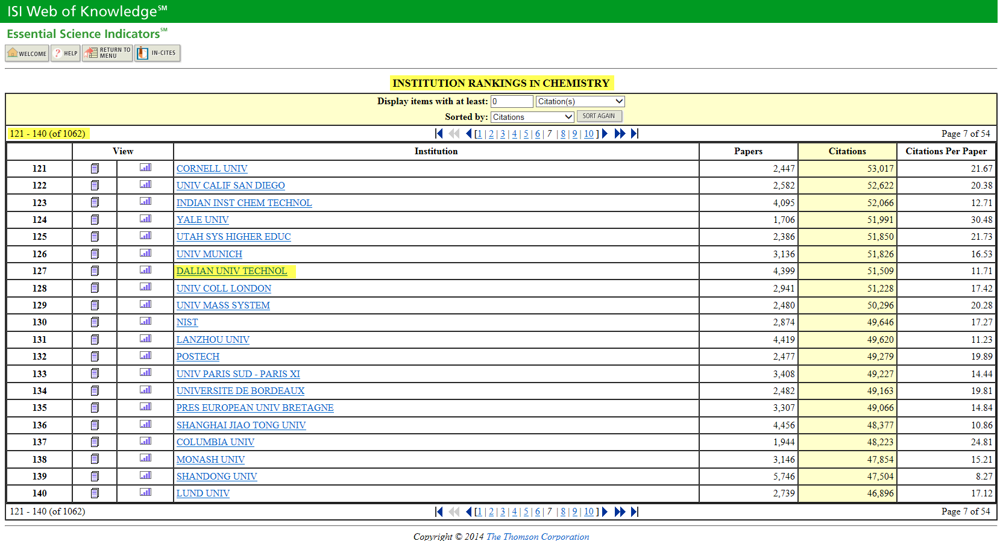 ISI Web of Knowledge℠
Essential Science Indicators℠
WELCOME ? HELP RETURN TO MENU IN-CITES
INSTITUTION RANKINGS IN CHEMISTRY
Display items with at least: 0 Citation(s)
Sorted by: Citations SORT AGAIN
121 - 140 (of 1062) [1 | 2 | 3 | 4 | 5 | 6 | 7 | 8 | 9 | 10 ] Page 7 of 54
View Institution Papers Citations Citations Per Paper
121 CORNELL UNIV 2,447 53,017 21.67
122 UNIV CALIF SAN DIEGO 2,582 52,622 20.38
123 INDIAN INST CHEM TECHNOL 4,095 52,066 12.71
124 YALE UNIV 1,706 51,991 30.48
125 UTAH SYS HIGHER EDUC 2,386 51,850 21.73
126 UNIV MUNICH 3,136 51,826 16.53
127 DALIAN UNIV TECHNOL 4,399 51,509 11.71
128 UNIV COLL LONDON 2,941 51,228 17.42
129 UNIV MASS SYSTEM 2,480 50,296 20.28
130 NIST 2,874 49,646 17.27
131 LANZHOU UNIV 4,419 49,620 11.23
132 POSTECH 2,477 49,279 19.89
133 UNIV PARIS SUD - PARIS XI 3,408 49,227 14.44
134 UNIVERSITE DE BORDEAUX 2,482 49,163 19.81
135 PRES EUROPEAN UNIV BRETAGNE 3,307 49,066 14.84
136 SHANGHAI JIAO TONG UNIV 4,456 48,377 10.86
137 COLUMBIA UNIV 1,944 48,223 24.81
138 MONASH UNIV 3,146 47,854 15.21
139 SHANDONG UNIV 5,746 47,504 8.27
140 LUND UNIV 2,739 46,896 17.12
121 - 140 (of 1062) [1 | 2 | 3 | 4 | 5 | 6 | 7 | 8 | 9 | 10 ] Page 7 of 54
Copyright © 2014 The Thomson Corporation